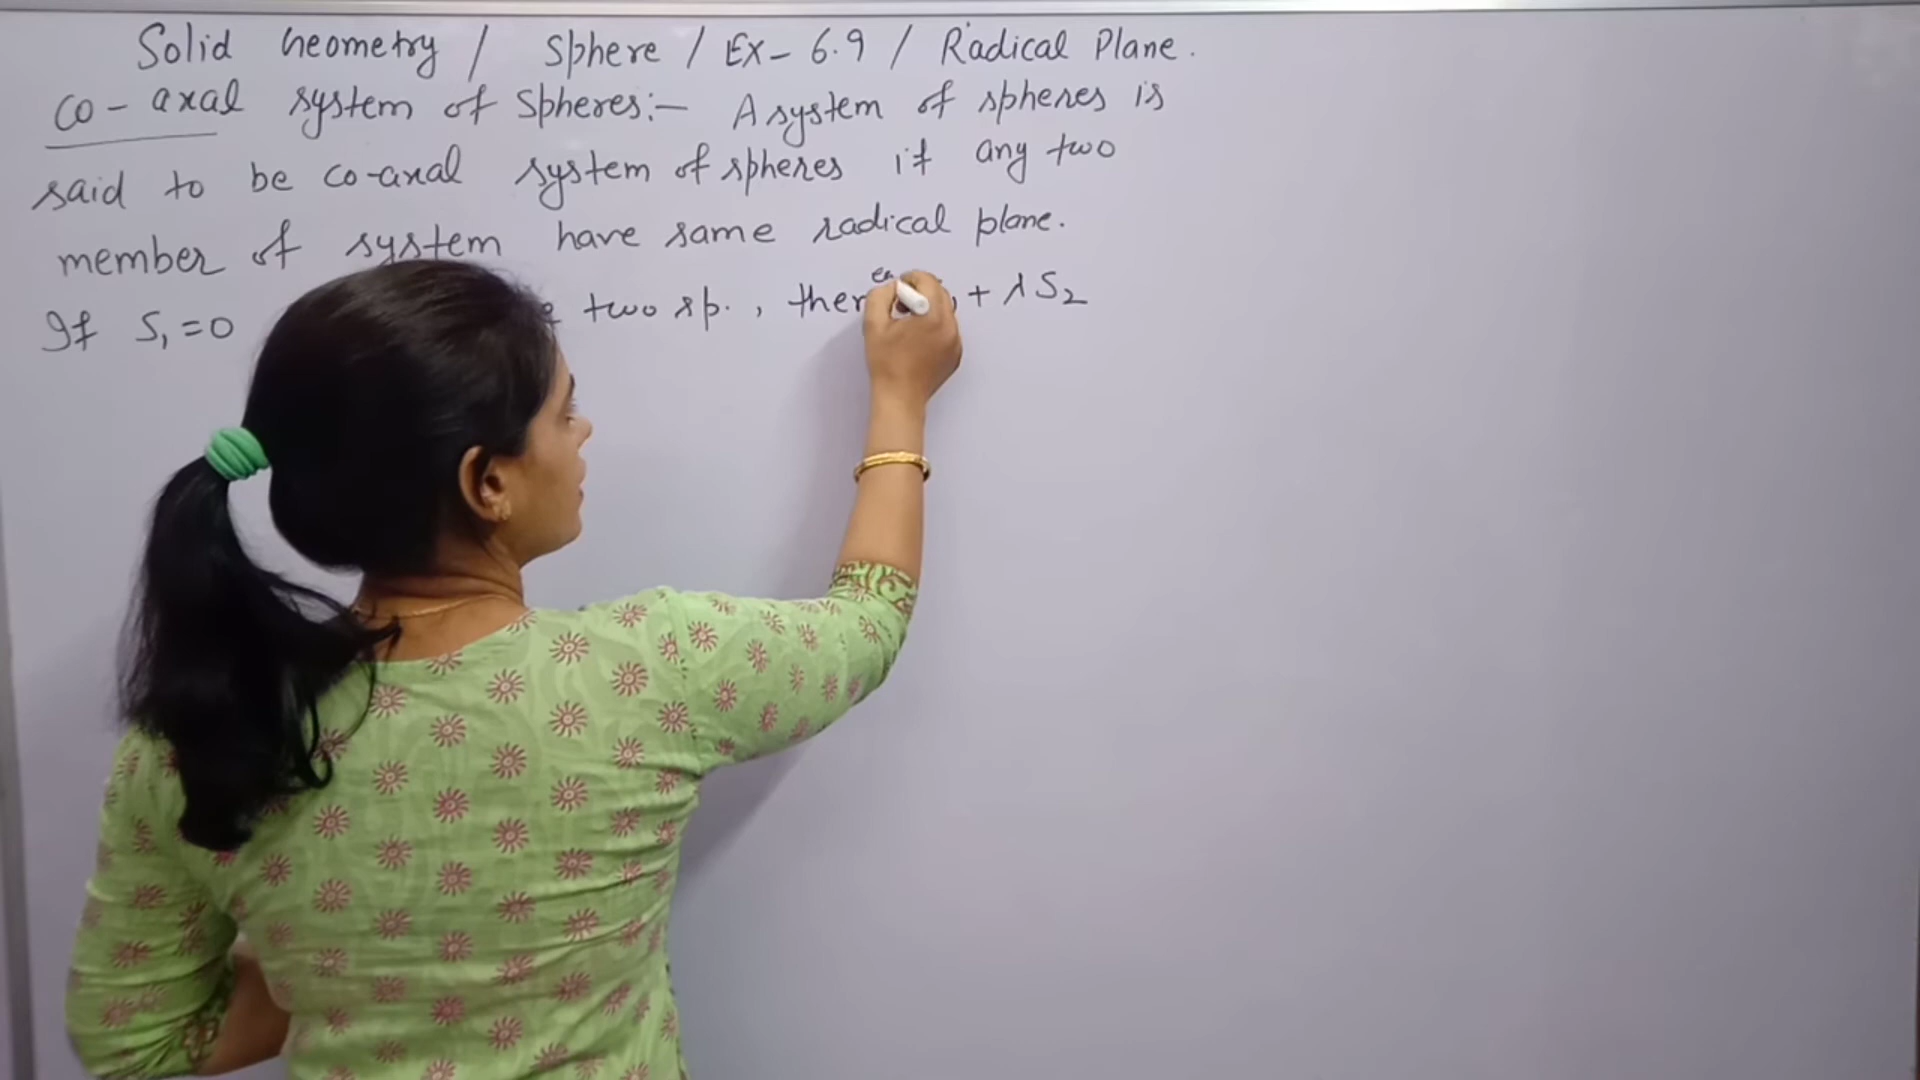 Solid Geometry / Sphere / Ex- 6.9 / Radical Plane.
Co-axal system of Spheres:- A system of spheres is
said to be co-axal system of spheres if any two
member of system have same radical plane.
If S₁=0 two sp., then + λS₂